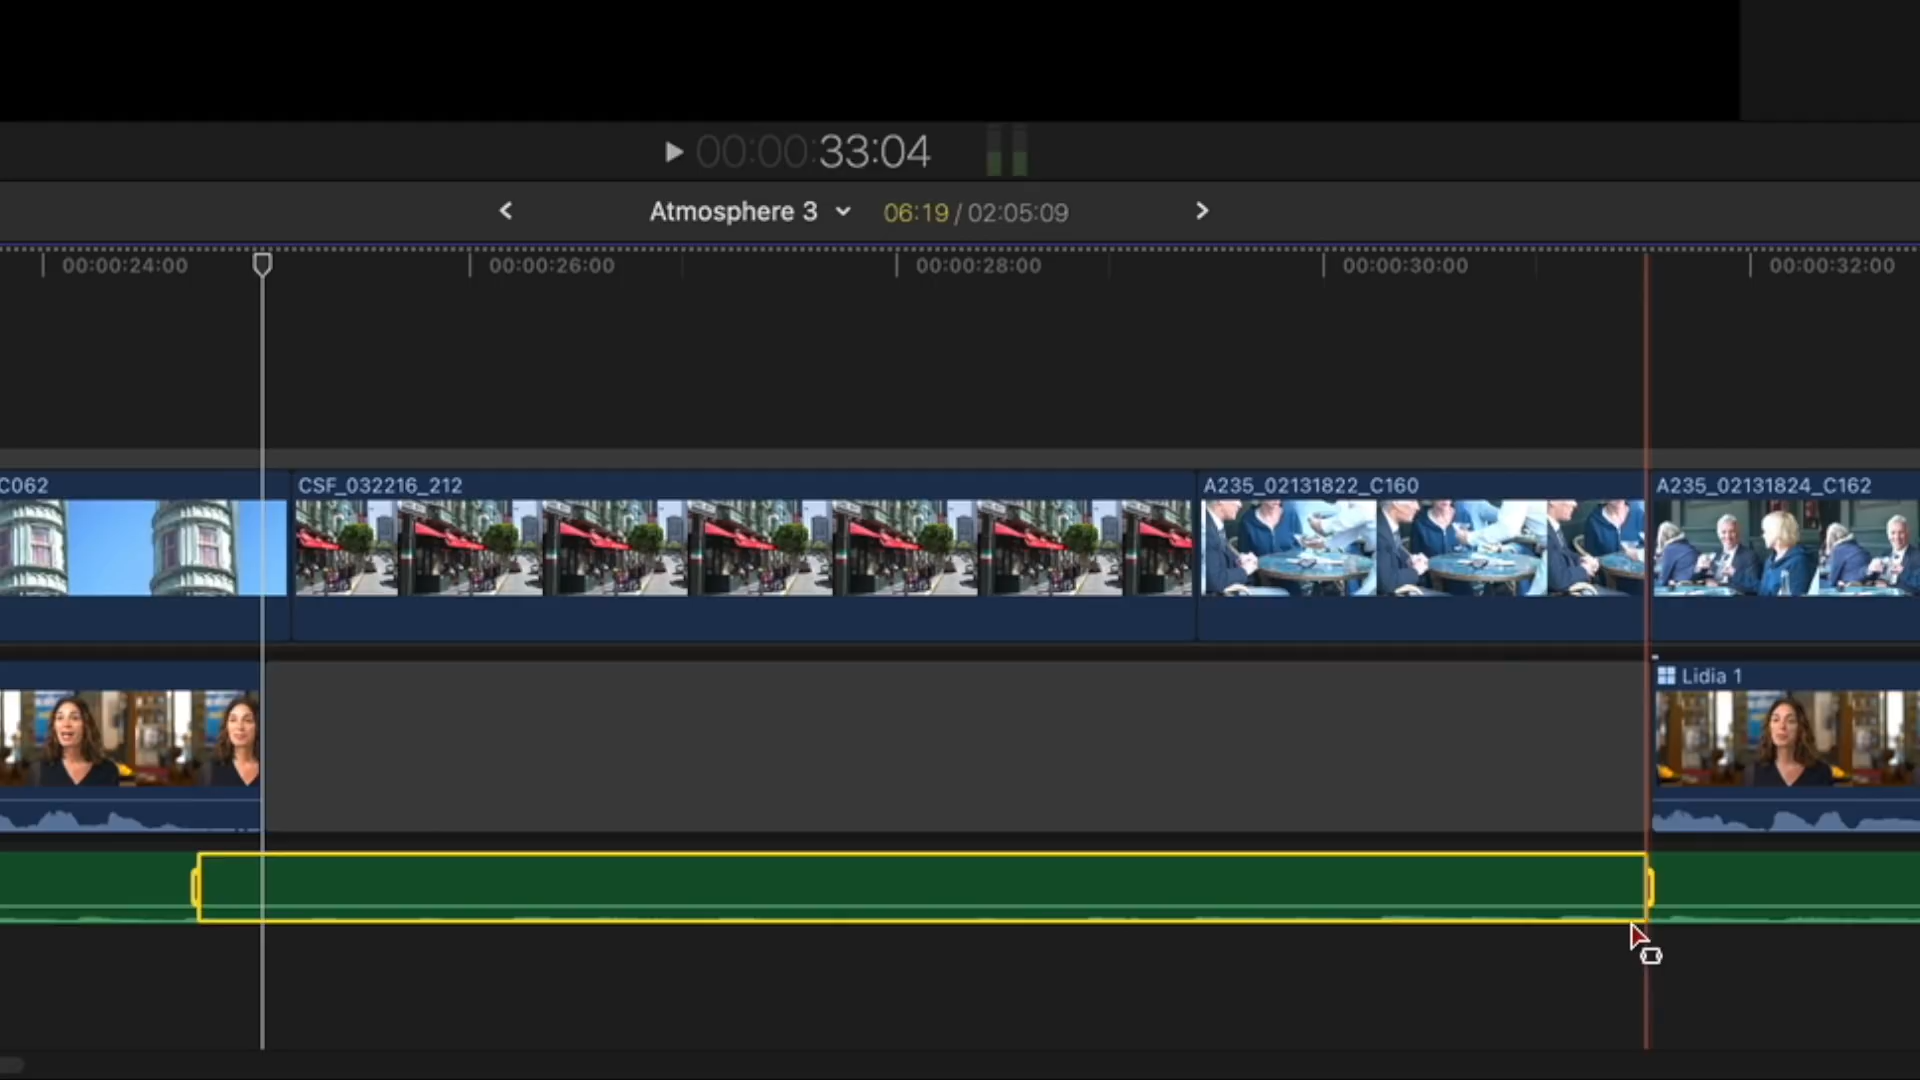 00:00:33:04
Atmosphere 3 06:19 / 02:05:09
00:00:24:00 00:00:26:00 00:00:28:00 00:00:30:00 00:00:32:00
C062 CSF_032216_212 A235_02131822_C160 A235_02131824_C162
Lidia 1